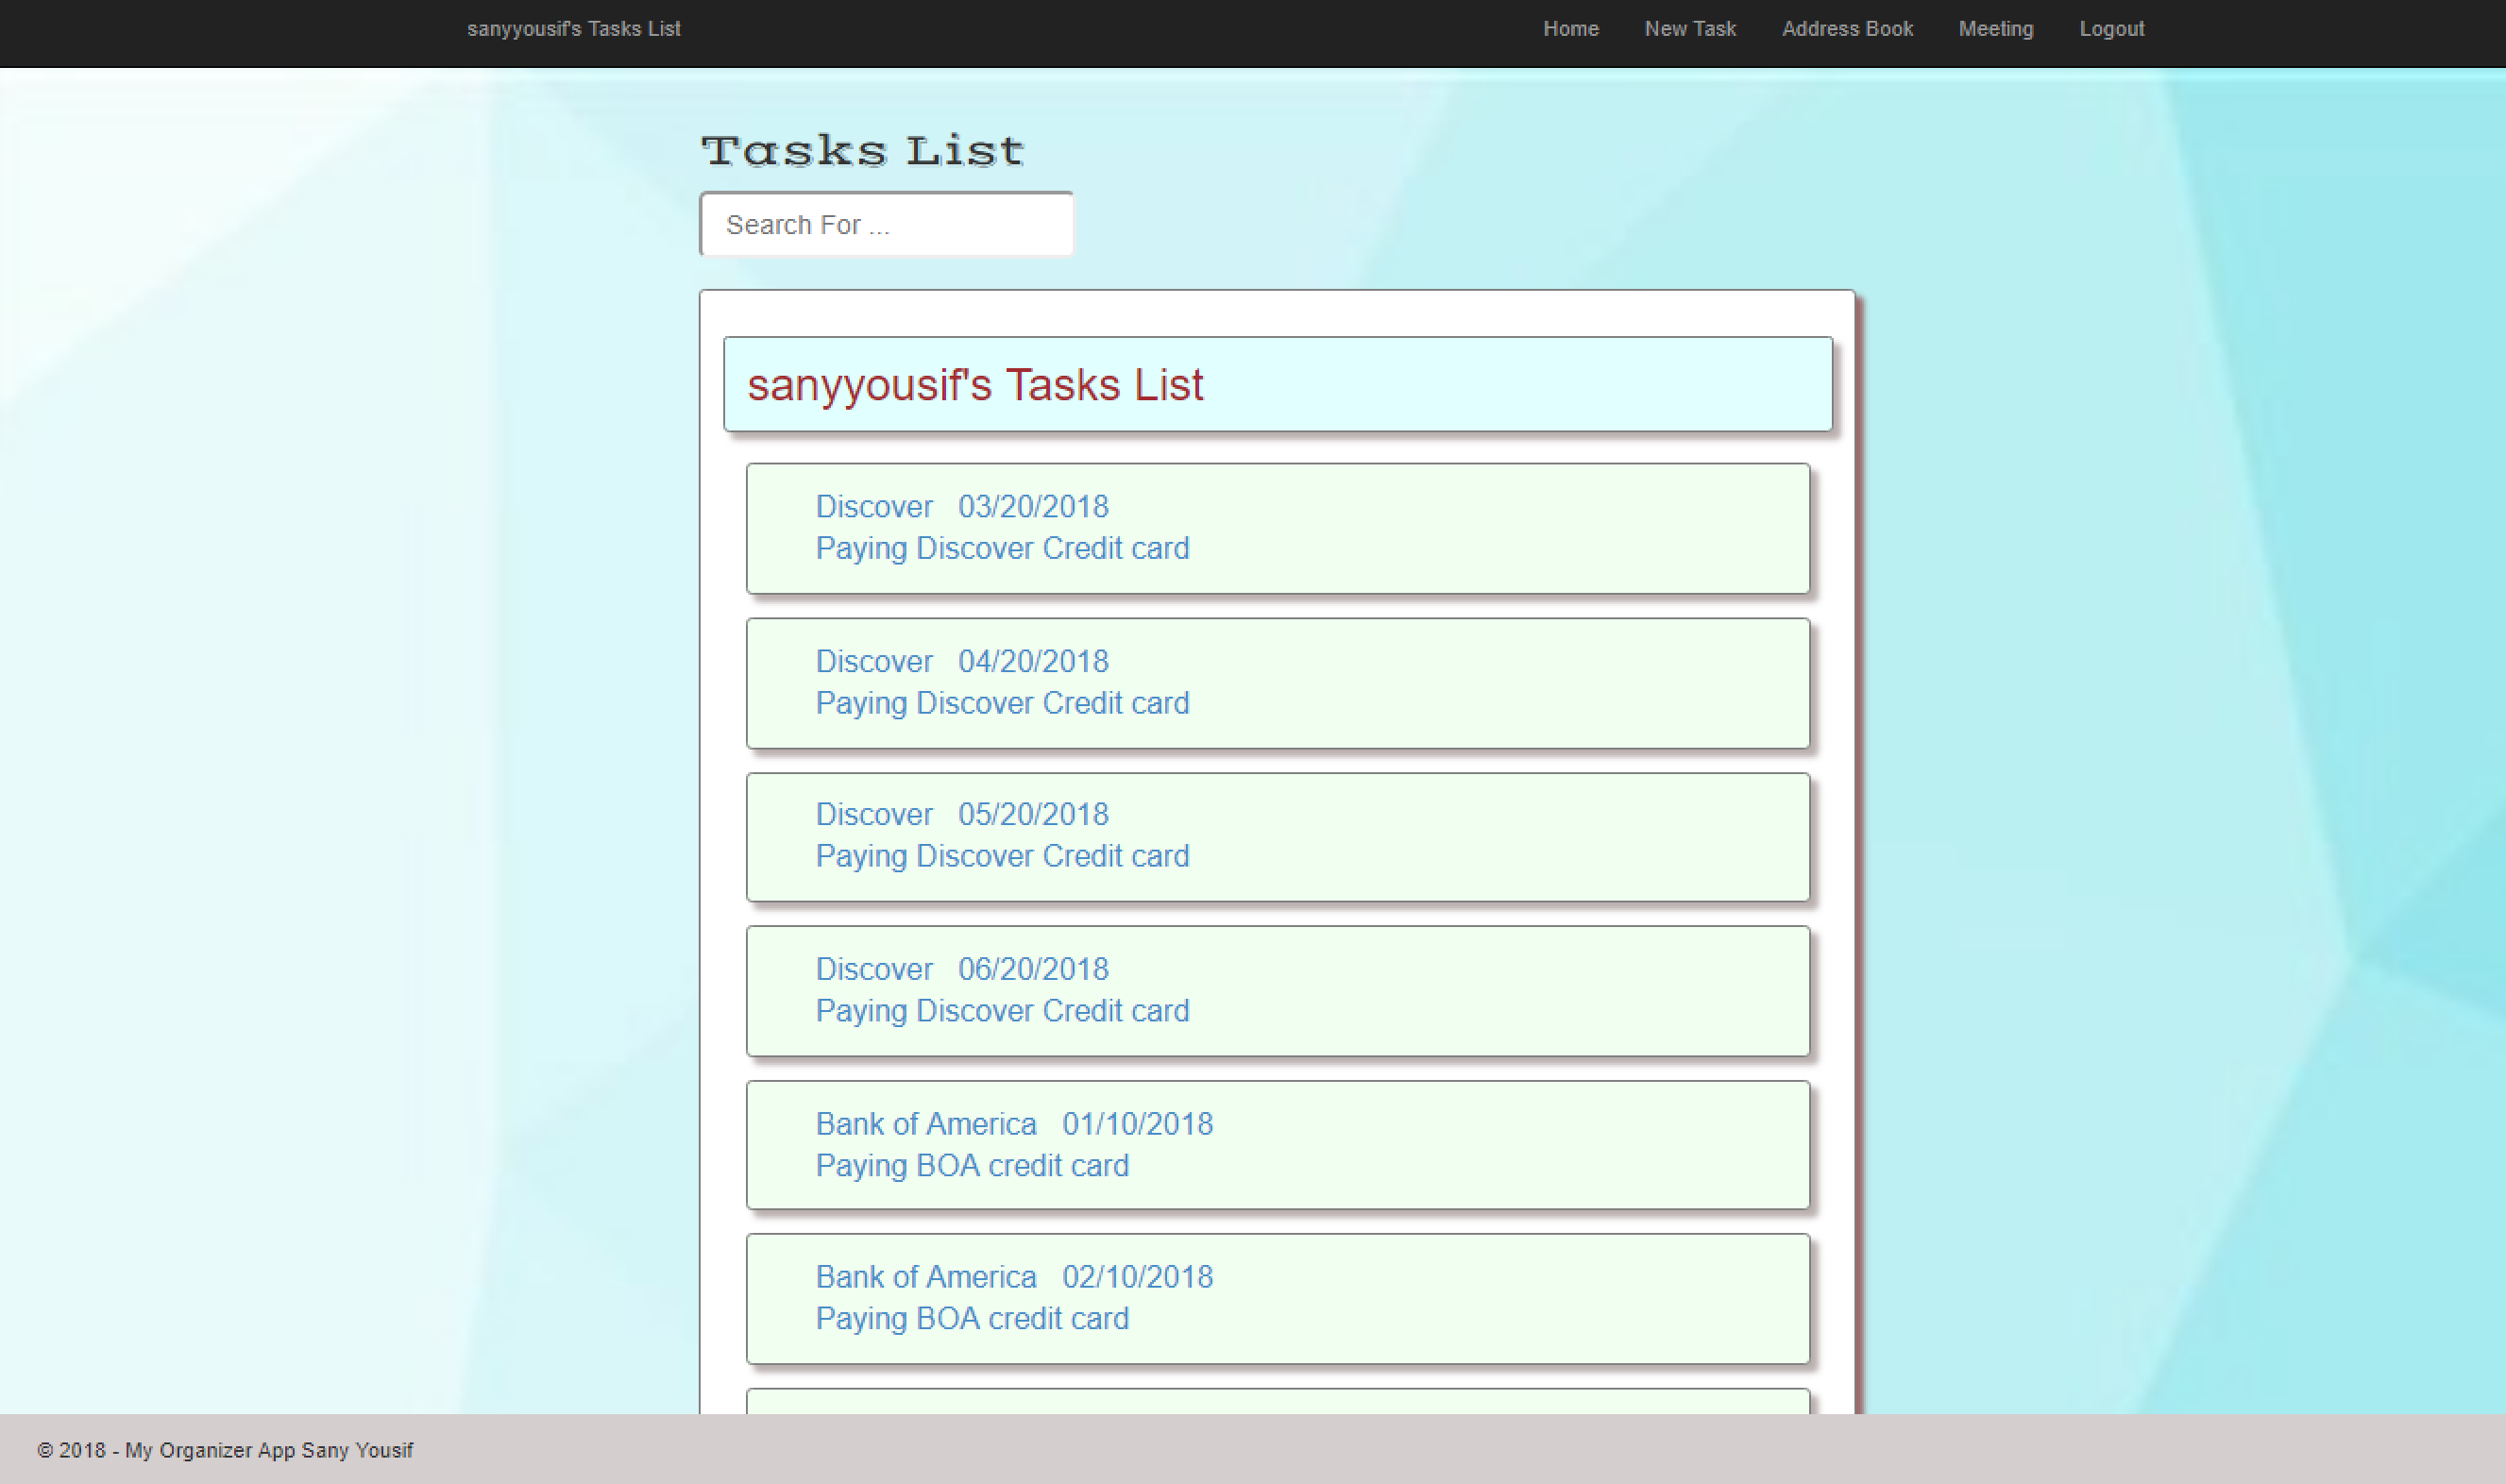 sanyyousif's Tasks List Home New Task Address Book Meeting Logout
Tasks List
Search For ...
sanyyousif's Tasks List
Discover 03/20/2018
Paying Discover Credit card
Discover 04/20/2018
Paying Discover Credit card
Discover 05/20/2018
Paying Discover Credit card
Discover 06/20/2018
Paying Discover Credit card
Bank of America 01/10/2018
Paying BOA credit card
Bank of America 02/10/2018
Paying BOA credit card
© 2018 - My Organizer App Sany Yousif